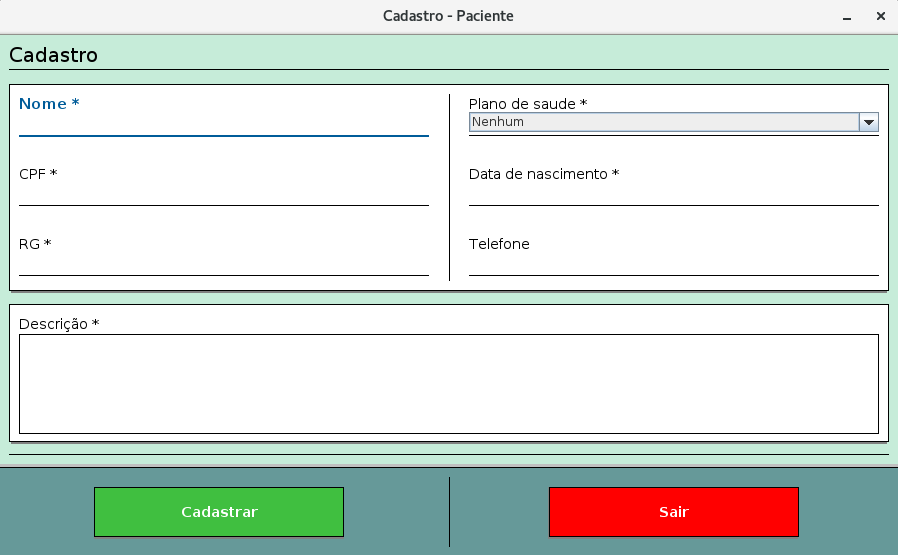 Cadastro - Paciente
Cadastro
Nome *
Plano de saude *
Nenhum
CPF *
Data de nascimento *
RG *
Telefone
Descrição *
Cadastrar
Sair